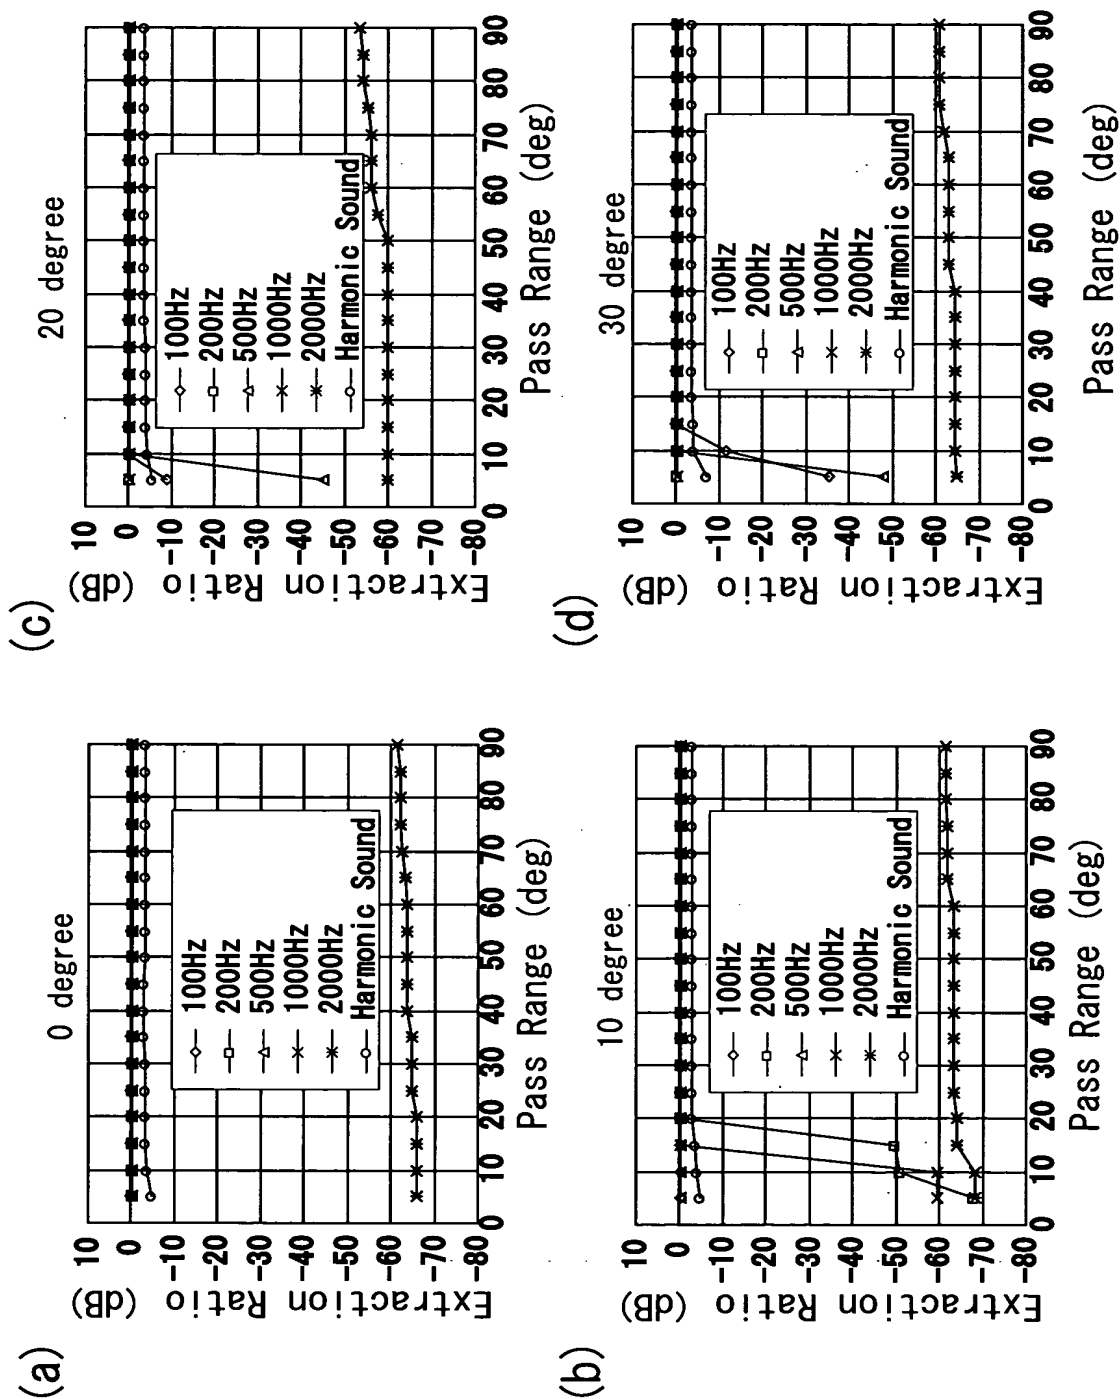 (a)
0 degree
Extraction Ratio (dB)
10
0
-10
-20
-30
-40
-50
-60
-70
-80
100Hz
200Hz
500Hz
1000Hz
2000Hz
Harmonic Sound
0 10 20 30 40 50 60 70 80 90
Pass Range (deg)
(c)
20 degree
Extraction Ratio (dB)
10
0
-10
-20
-30
-40
-50
-60
-70
-80
100Hz
200Hz
500Hz
1000Hz
2000Hz
Harmonic Sound
0 10 20 30 40 50 60 70 80 90
Pass Range (deg)
(b)
10 degree
Extraction Ratio (dB)
10
0
-10
-20
-30
-40
-50
-60
-70
-80
100Hz
200Hz
500Hz
1000Hz
2000Hz
Harmonic Sound
0 10 20 30 40 50 60 70 80 90
Pass Range (deg)
(d)
30 degree
Extraction Ratio (dB)
10
0
-10
-20
-30
-40
-50
-60
-70
-80
100Hz
200Hz
500Hz
1000Hz
2000Hz
Harmonic Sound
0 10 20 30 40 50 60 70 80 90
Pass Range (deg)